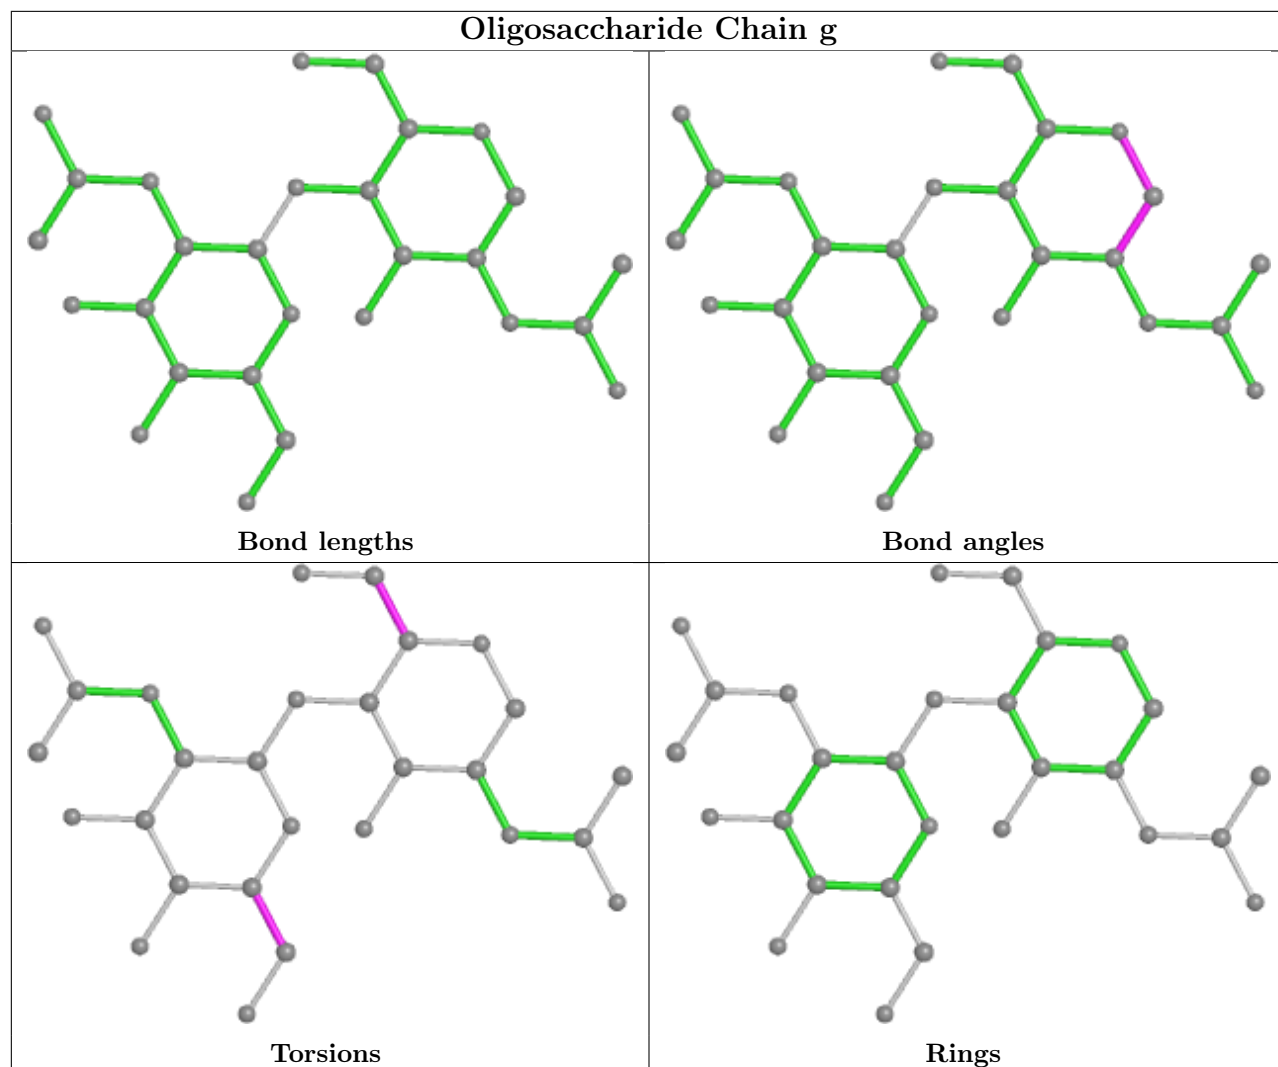 Oligosaccharide Chain g
Bond lengths
Bond angles
Torsions
Rings